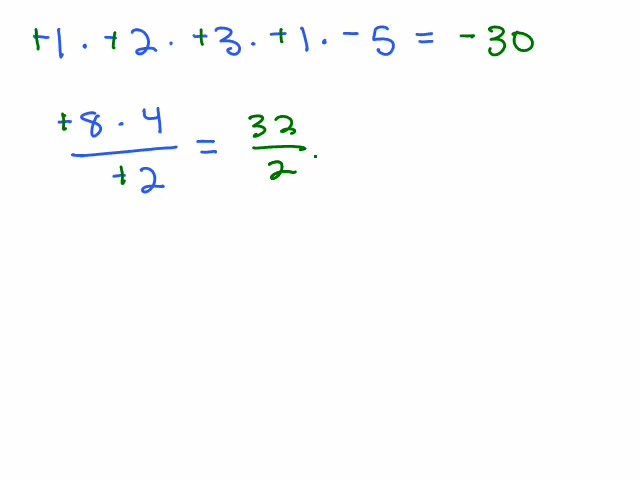 +1 · +2 · +3 · +1 · -5 = -30
+8 · 4 / +2 = 32 / 2 .